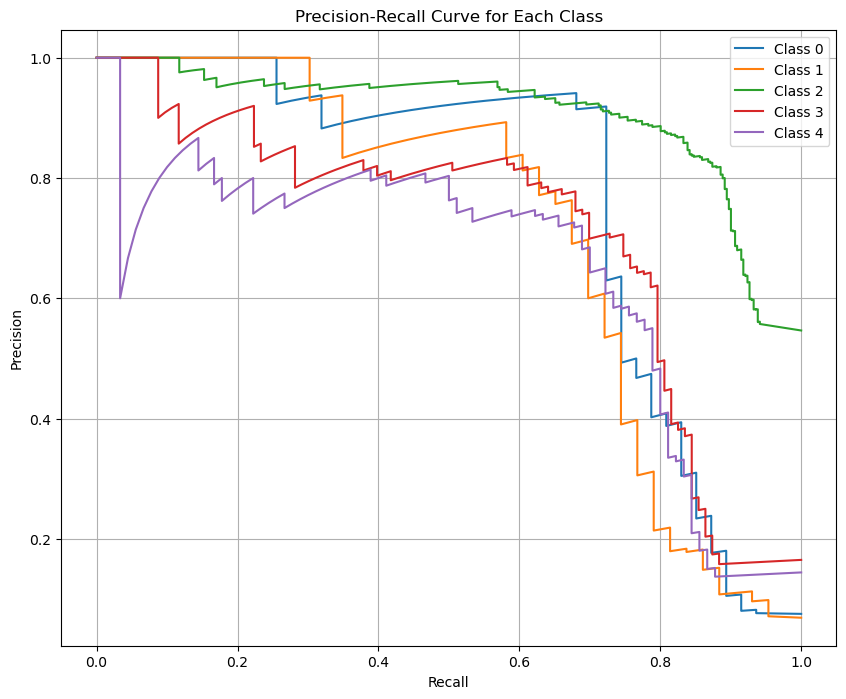 Precision-Recall Curve for Each Class
Class 0
Class 1
Class 2
Class 3
Class 4
1.0
0.8
0.6
0.4
0.2
Precision
0.0
0.2
0.4
0.6
0.8
1.0
Recall